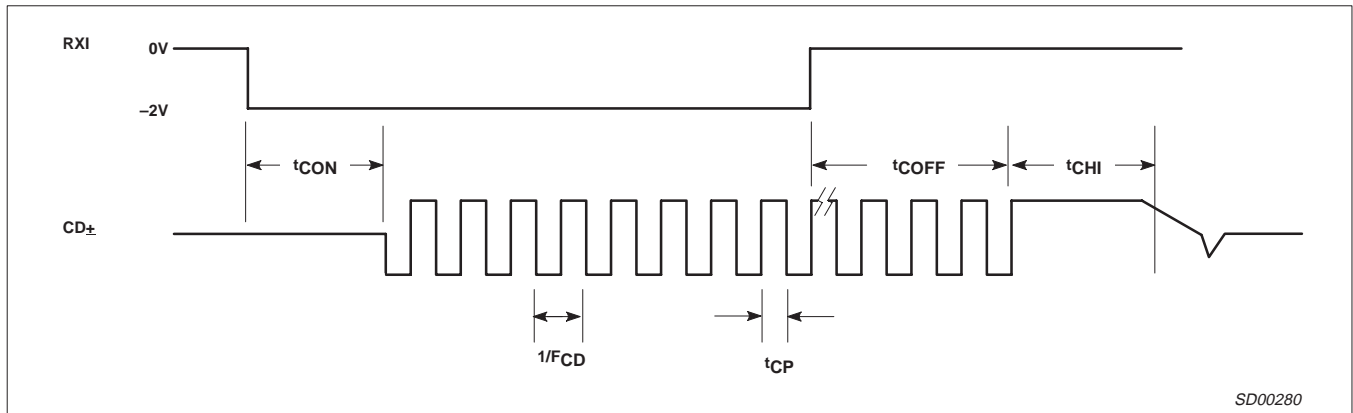 RXI
0V
–2V
tCON
tCOFF
tCHI
CD±
1/FCD
tCP
SD00280